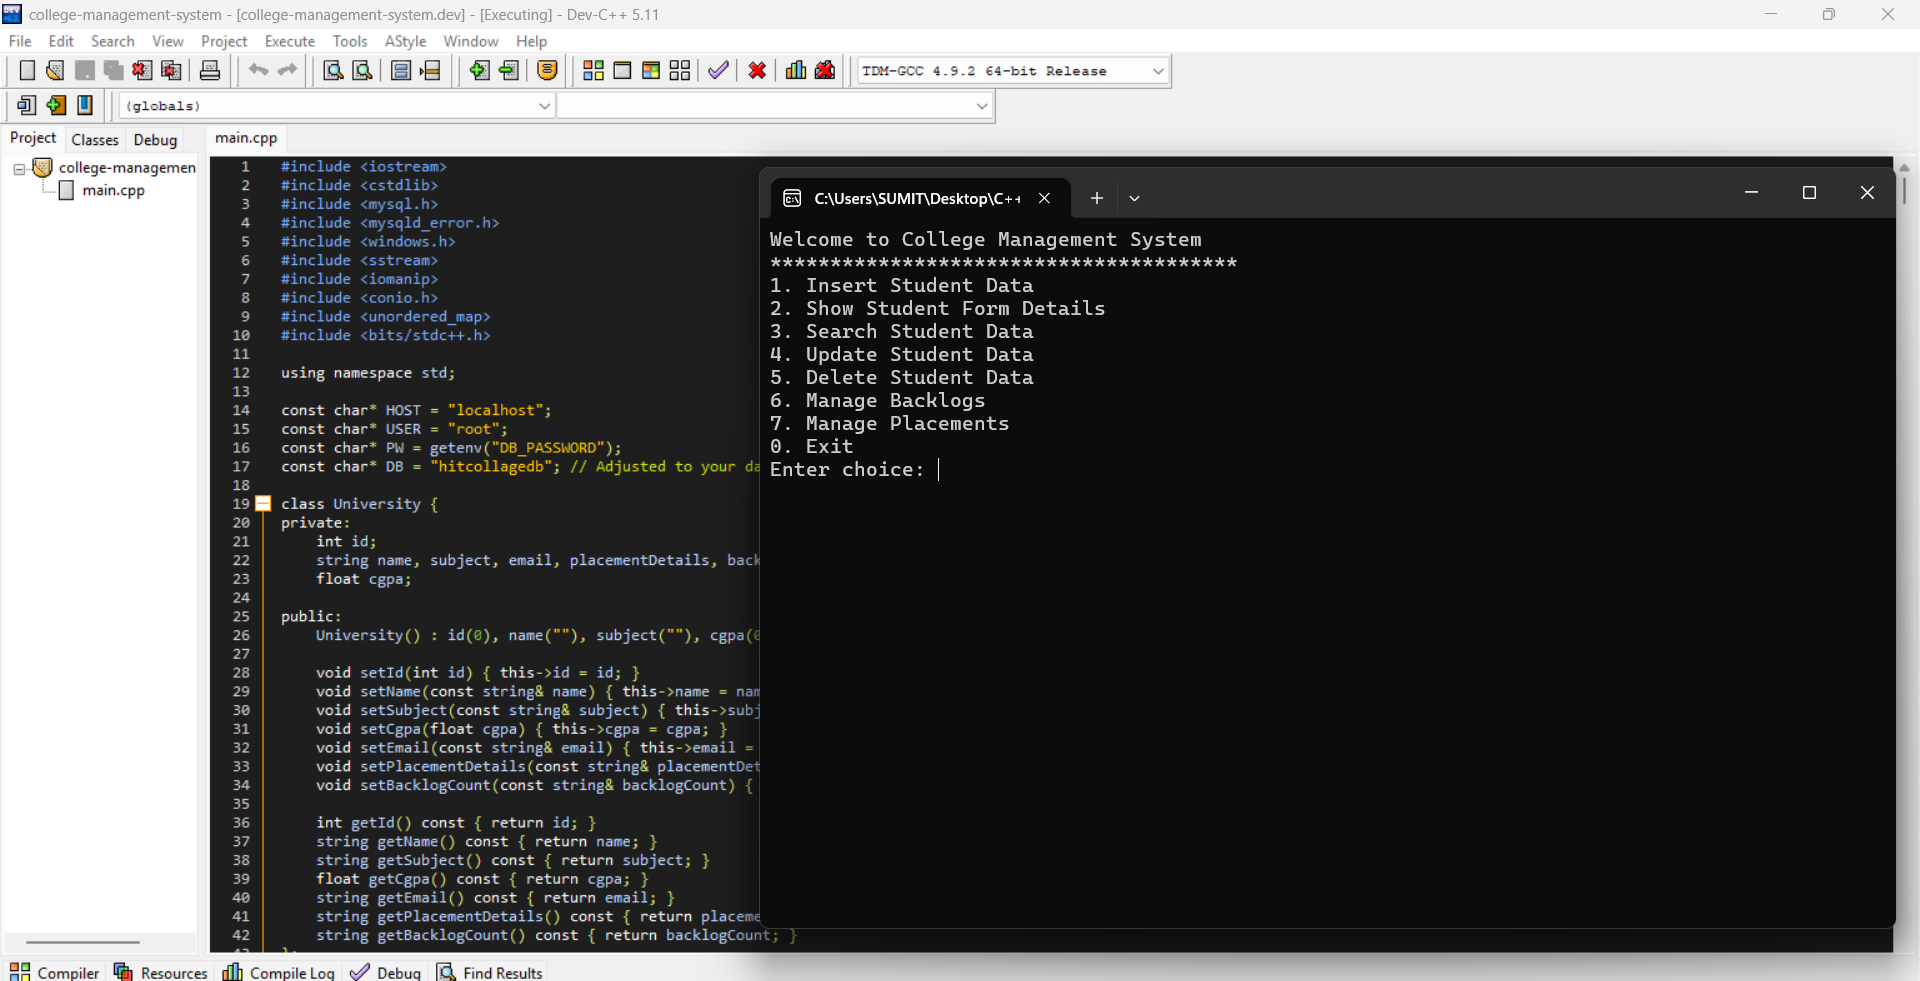 college-management-system - [college-management-system.dev] - [Executing] - Dev-C++ 5.11
File Edit Search View Project Execute Tools AStyle Window Help
TDM-GCC 4.9.2 64-bit Release
(globals)
Project Classes Debug
main.cpp
college-managemen
main.cpp
1 #include <iostream>
2 #include <cstdlib>
3 #include <mysql.h>
4 #include <mysqld_error.h>
5 #include <windows.h>
6 #include <sstream>
7 #include <iomanip>
8 #include <conio.h>
9 #include <unordered_map>
10 #include <bits/stdc++.h>
11
12 using namespace std;
13
14 const char* HOST = "localhost";
15 const char* USER = "root";
16 const char* PW = getenv("DB_PASSWORD");
17 const char* DB = "hitcollagedb"; // Adjusted to your da
18
19 class University {
20 private:
21 int id;
22 string name, subject, email, placementDetails, back
23 float cgpa;
24
25 public:
26 University() : id(0), name(""), subject(""), cgpa(0
27
28 void setId(int id) { this->id = id; }
29 void setName(const string& name) { this->name = nam
30 void setSubject(const string& subject) { this->subj
31 void setCgpa(float cgpa) { this->cgpa = cgpa; }
32 void setEmail(const string& email) { this->email =
33 void setPlacementDetails(const string& placementDet
34 void setBacklogCount(const string& backlogCount) {
35
36 int getId() const { return id; }
37 string getName() const { return name; }
38 string getSubject() const { return subject; }
39 float getCgpa() const { return cgpa; }
40 string getEmail() const { return email; }
41 string getPlacementDetails() const { return placeme
42 string getBacklogCount() const { return backlogCount; }
C:\Users\SUMIT\Desktop\C++
Welcome to College Management System
***************************************
1. Insert Student Data
2. Show Student Form Details
3. Search Student Data
4. Update Student Data
5. Delete Student Data
6. Manage Backlogs
7. Manage Placements
0. Exit
Enter choice:
Compiler Resources Compile Log Debug Find Results